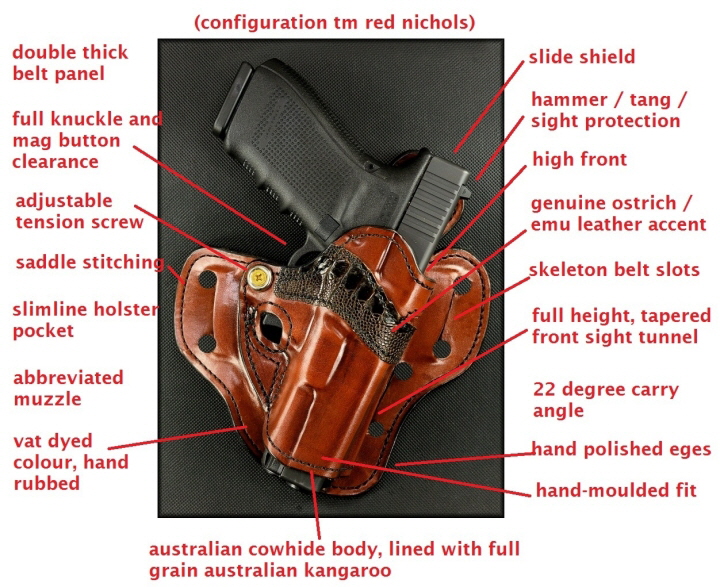 (configuration tm red nichols)
double thick
belt panel
full knuckle and
mag button
clearance
adjustable
tension screw
saddle stitching
slimline holster
pocket
abbreviated
muzzle
vat dyed
colour, hand
rubbed
slide shield
hammer / tang /
sight protection
high front
genuine ostrich /
emu leather accent
skeleton belt slots
full height, tapered
front sight tunnel
22 degree carry
angle
hand polished eges
hand-moulded fit
australian cowhide body, lined with full
grain australian kangaroo